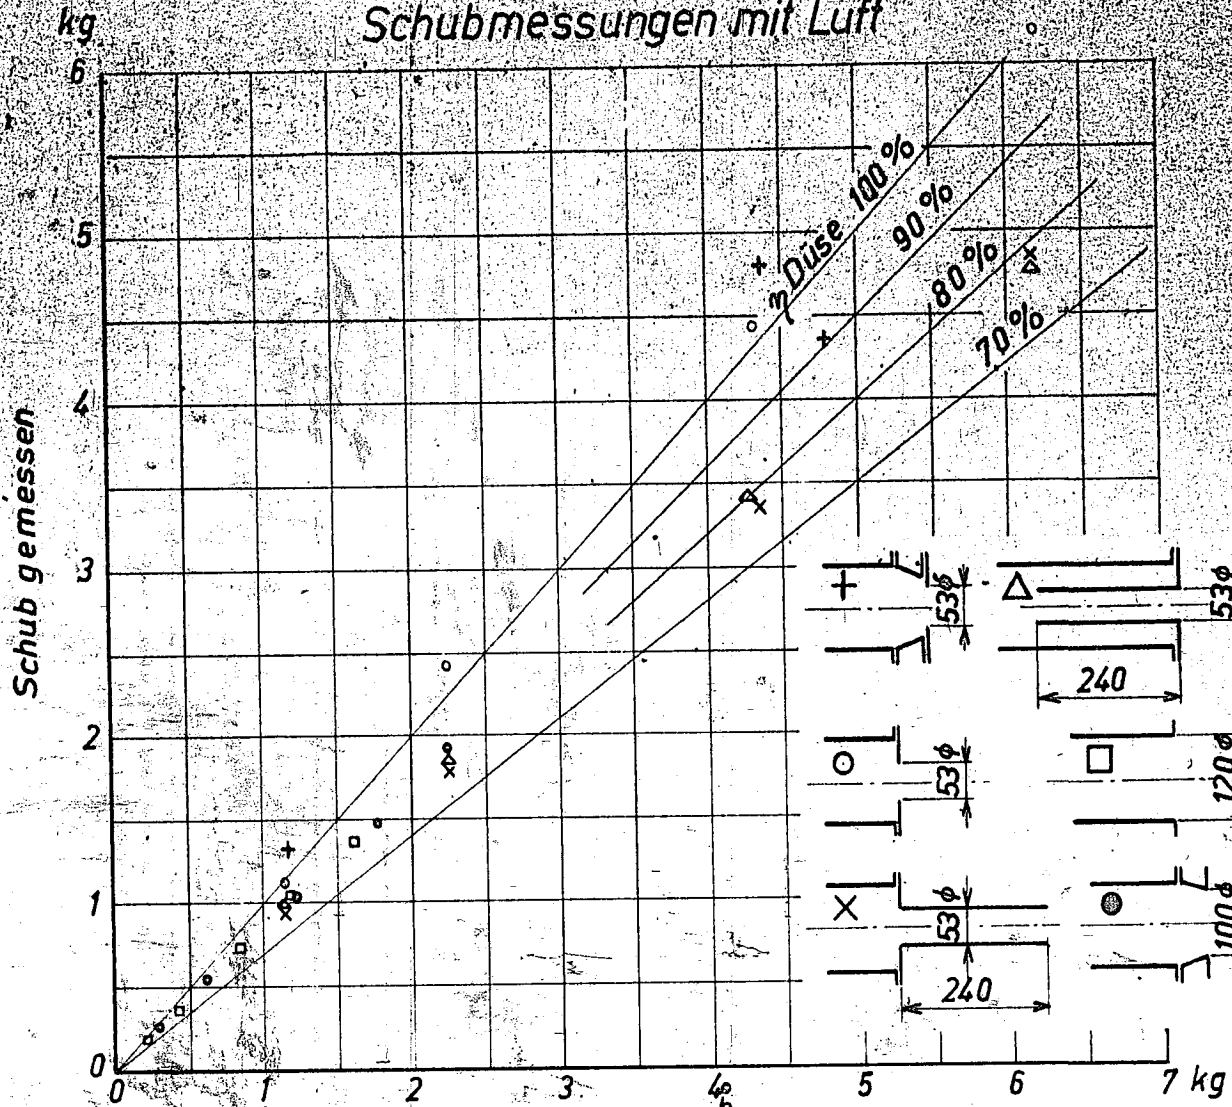 Schubmessungen mit Luft
kg
6
5
4
3
2
1
0
Schub gemessen
η Düse 100%
90%
80%
70%
53φ
53φ
240
53φ
120φ
53φ
240
100φ
0 1 2 3 4 5 6 7 kg